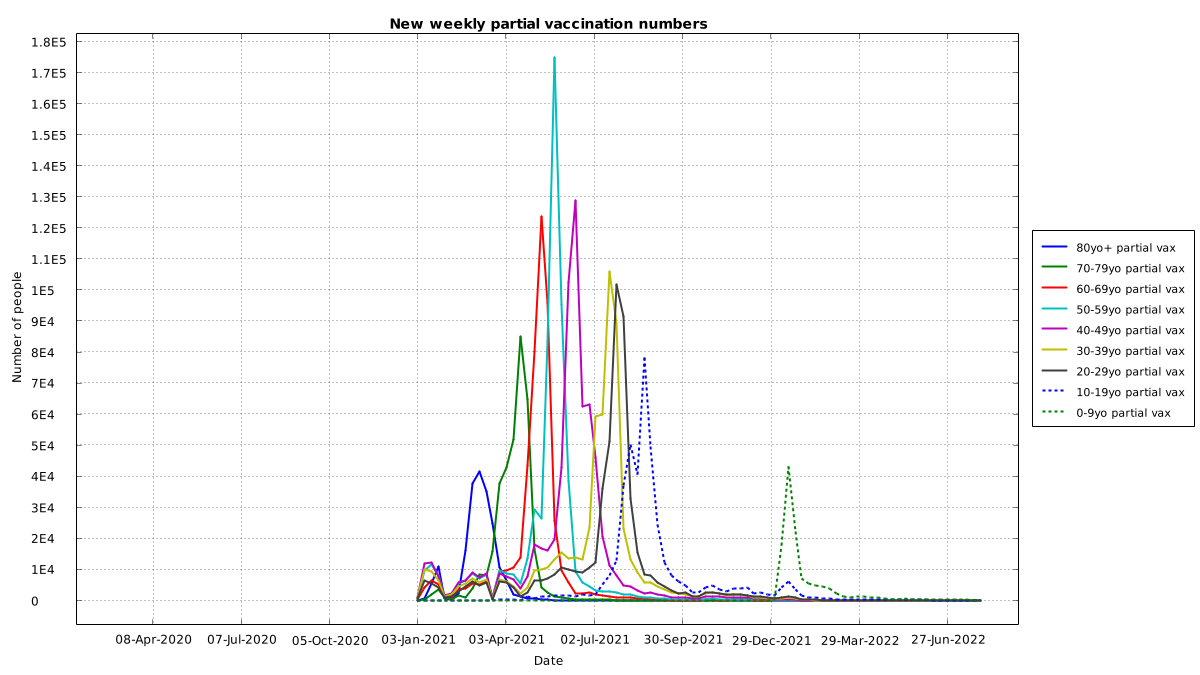 New weekly partial vaccination numbers
1.8E5
1.7E5
1.6E5
1.5E5
1.4E5
1.3E5
1.2E5
1.1E5
1E5
9E4
8E4
7E4
6E4
5E4
4E4
3E4
2E4
1E4
0
Number of people
08-Apr-2020 07-Jul-2020 05-Oct-2020 03-Jan-2021 03-Apr-2021 02-Jul-2021 30-Sep-2021 29-Dec-2021 29-Mar-2022 27-Jun-2022
Date
80yo+ partial vax
70-79yo partial vax
60-69yo partial vax
50-59yo partial vax
40-49yo partial vax
30-39yo partial vax
20-29yo partial vax
10-19yo partial vax
0-9yo partial vax